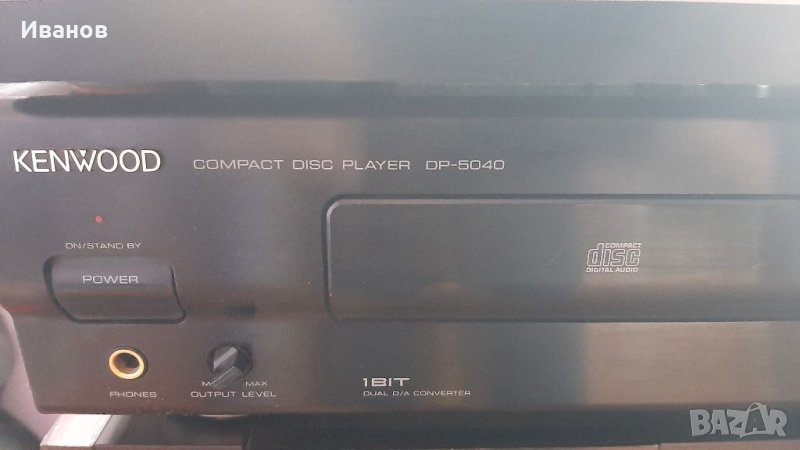 Иванов
KENWOOD COMPACT DISC PLAYER DP-5040
ON/STAND BY
POWER
COMPACT
disc
DIGITAL AUDIO
PHONES
MAX
OUTPUT LEVEL
1BIT
DUAL D/A CONVERTER
BAZAR